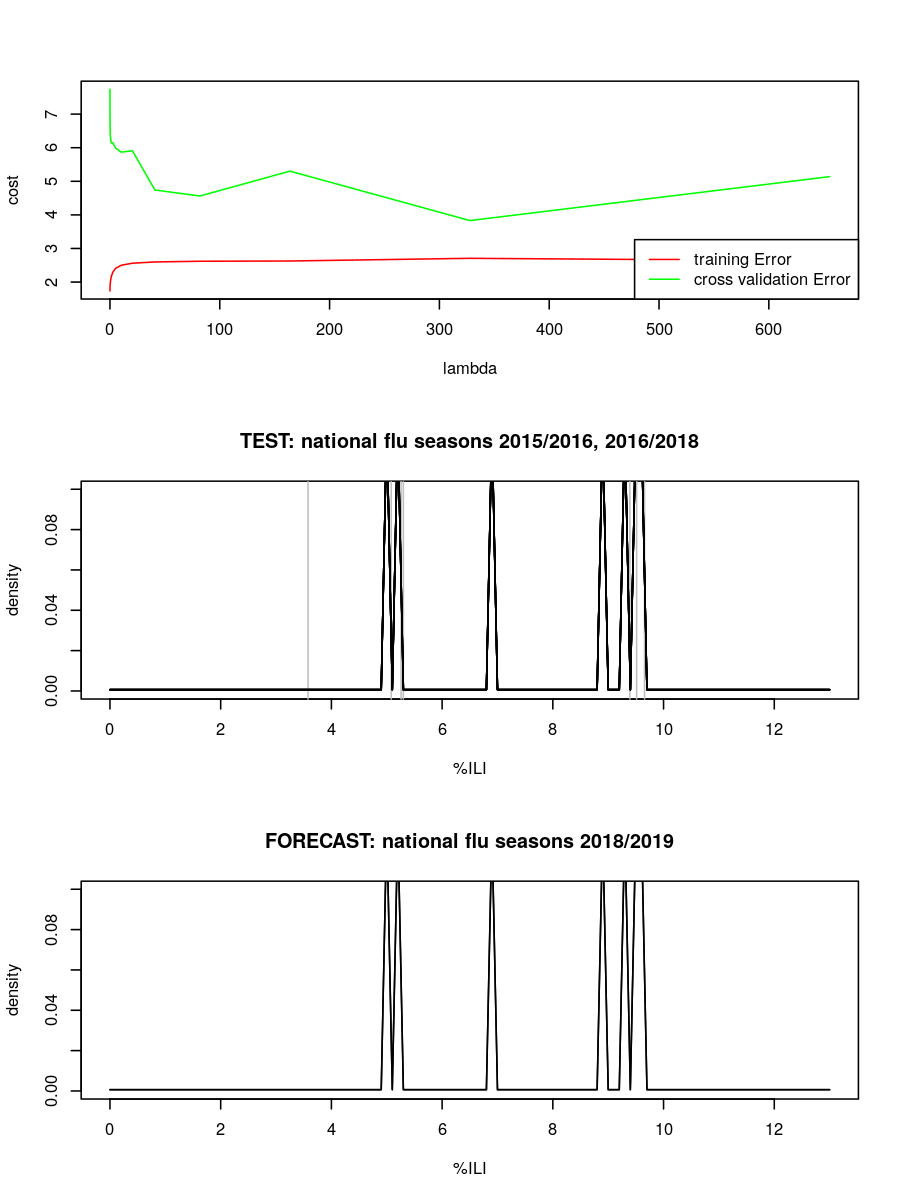 7
6
5
4
3
2
cost
training Error
cross validation Error
0 100 200 300 400 500 600
lambda
TEST: national flu seasons 2015/2016, 2016/2018
0.08
0.04
0.00
density
0 2 4 6 8 10 12
%ILI
FORECAST: national flu seasons 2018/2019
0.08
0.04
0.00
density
0 2 4 6 8 10 12
%ILI